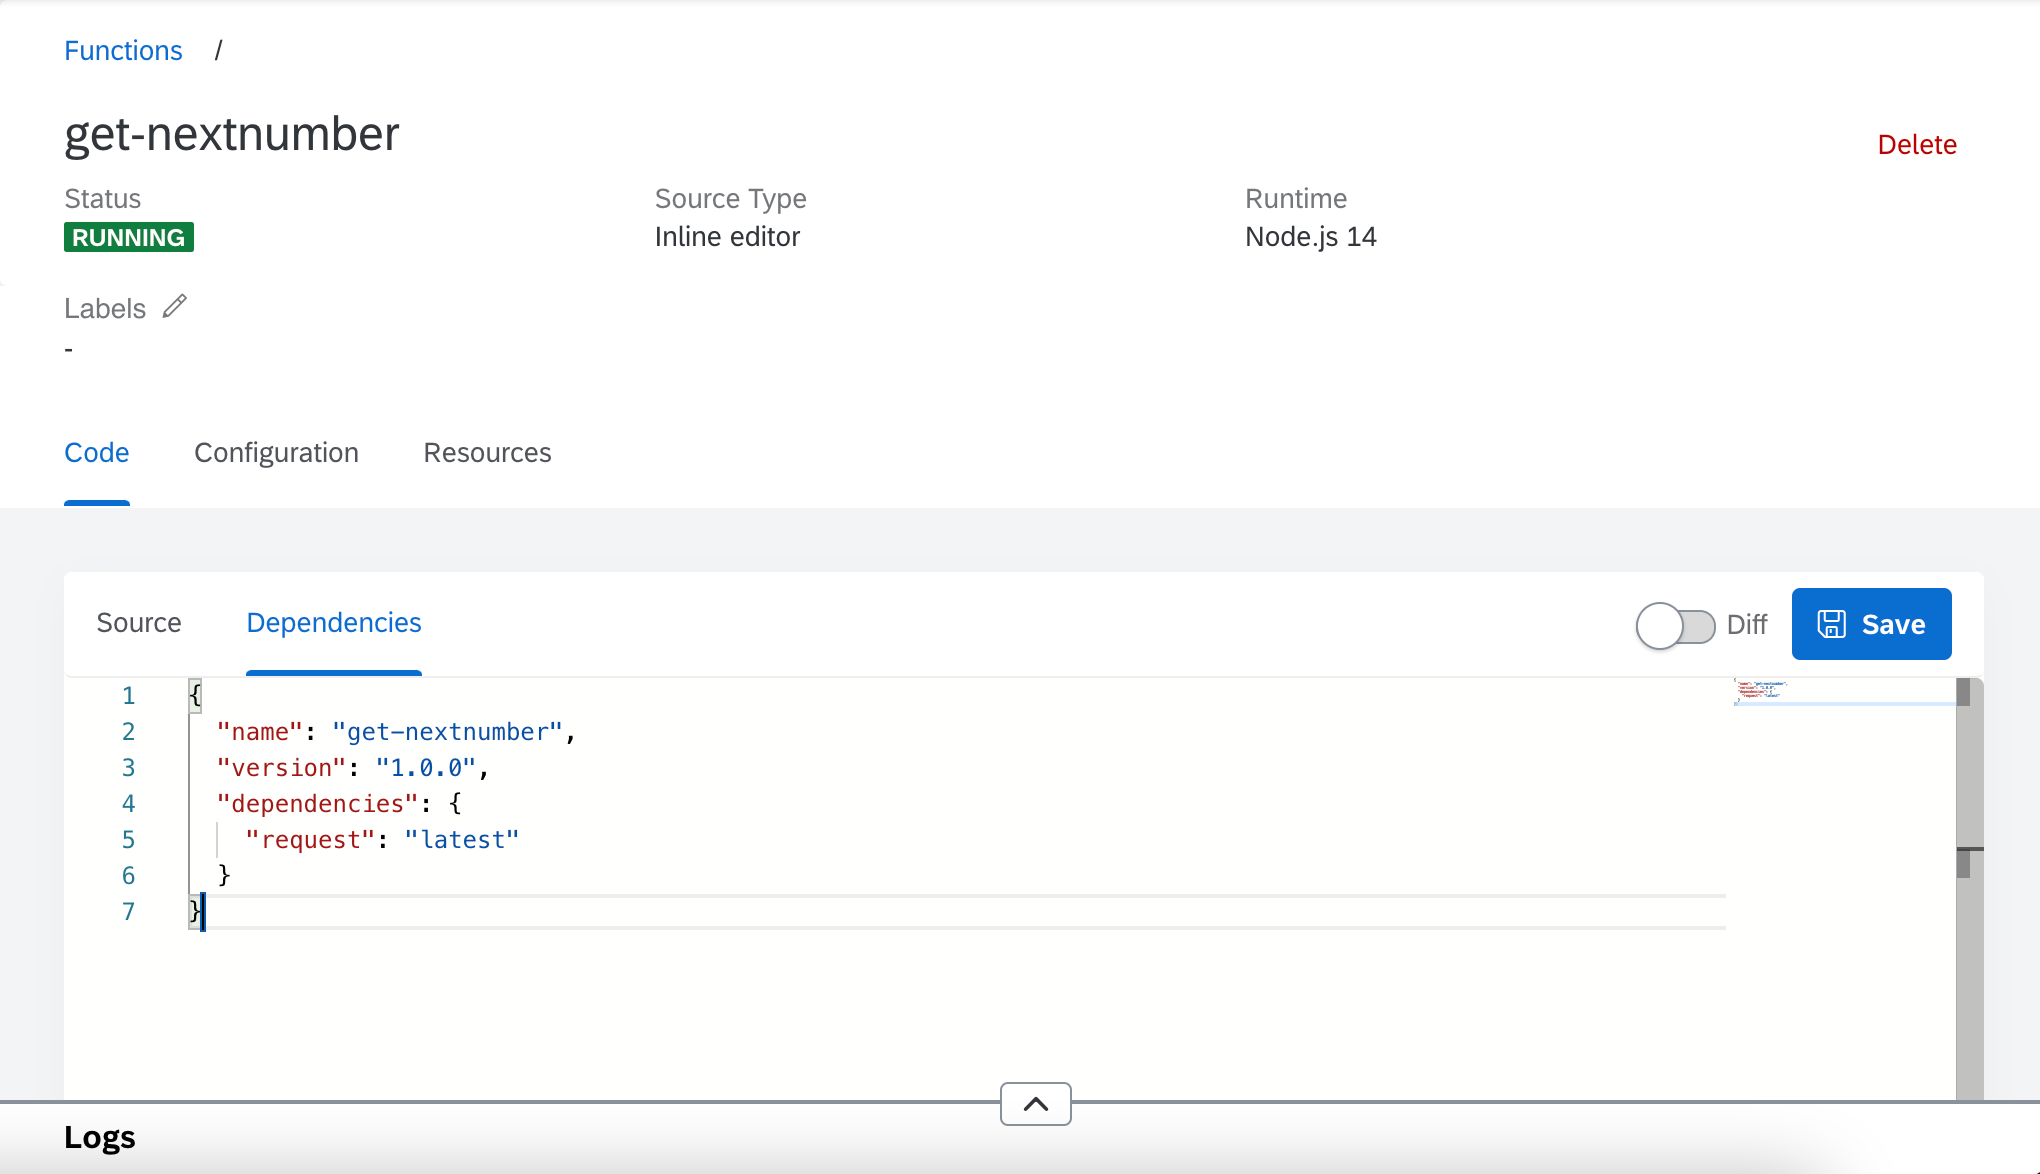 Functions /
get-nextnumber
Delete
Status
Source Type
Runtime
RUNNING
Inline editor
Node.js 14
Labels
-
Code Configuration Resources
Source Dependencies Diff Save
1 {
2 "name": "get-nextnumber",
3 "version": "1.0.0",
4 "dependencies": {
5 "request": "latest"
6 }
7 }
Logs